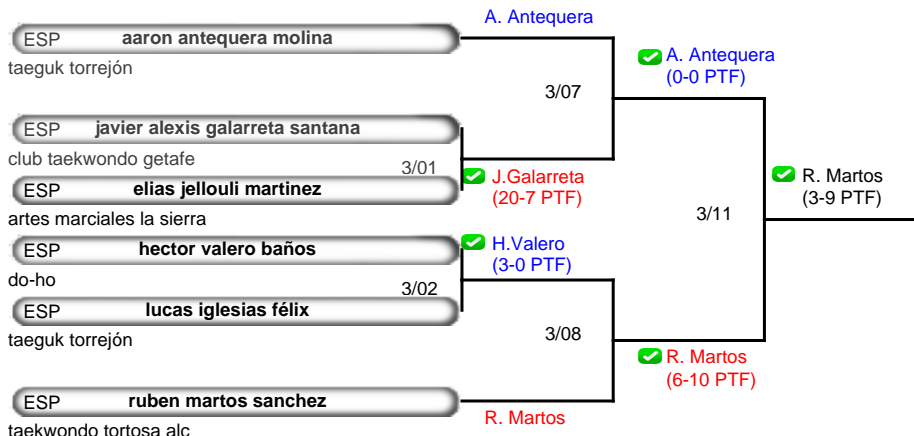 A. Antequera
ESP aaron antequera molina
taeguk torrejón
A. Antequera
(0-0 PTF)
3/07
ESP javier alexis galarreta santana
club taekwondo getafe
3/01
ESP elias jellouli martinez
artes marciales la sierra
J.Galarreta
(20-7 PTF)
R. Martos
(3-9 PTF)
3/11
ESP hector valero baños
do-ho
H.Valero
(3-0 PTF)
3/02
ESP lucas iglesias félix
taeguk torrejón
3/08
R. Martos
(6-10 PTF)
ESP ruben martos sanchez
R. Martos
taekwondo tortosa alc